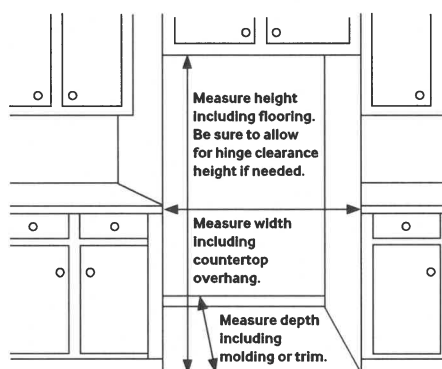 Measure height
including flooring.
Be sure to allow
for hinge clearance
height if needed.
Measure width
including
countertop
overhang.
Measure depth
including
molding or trim.